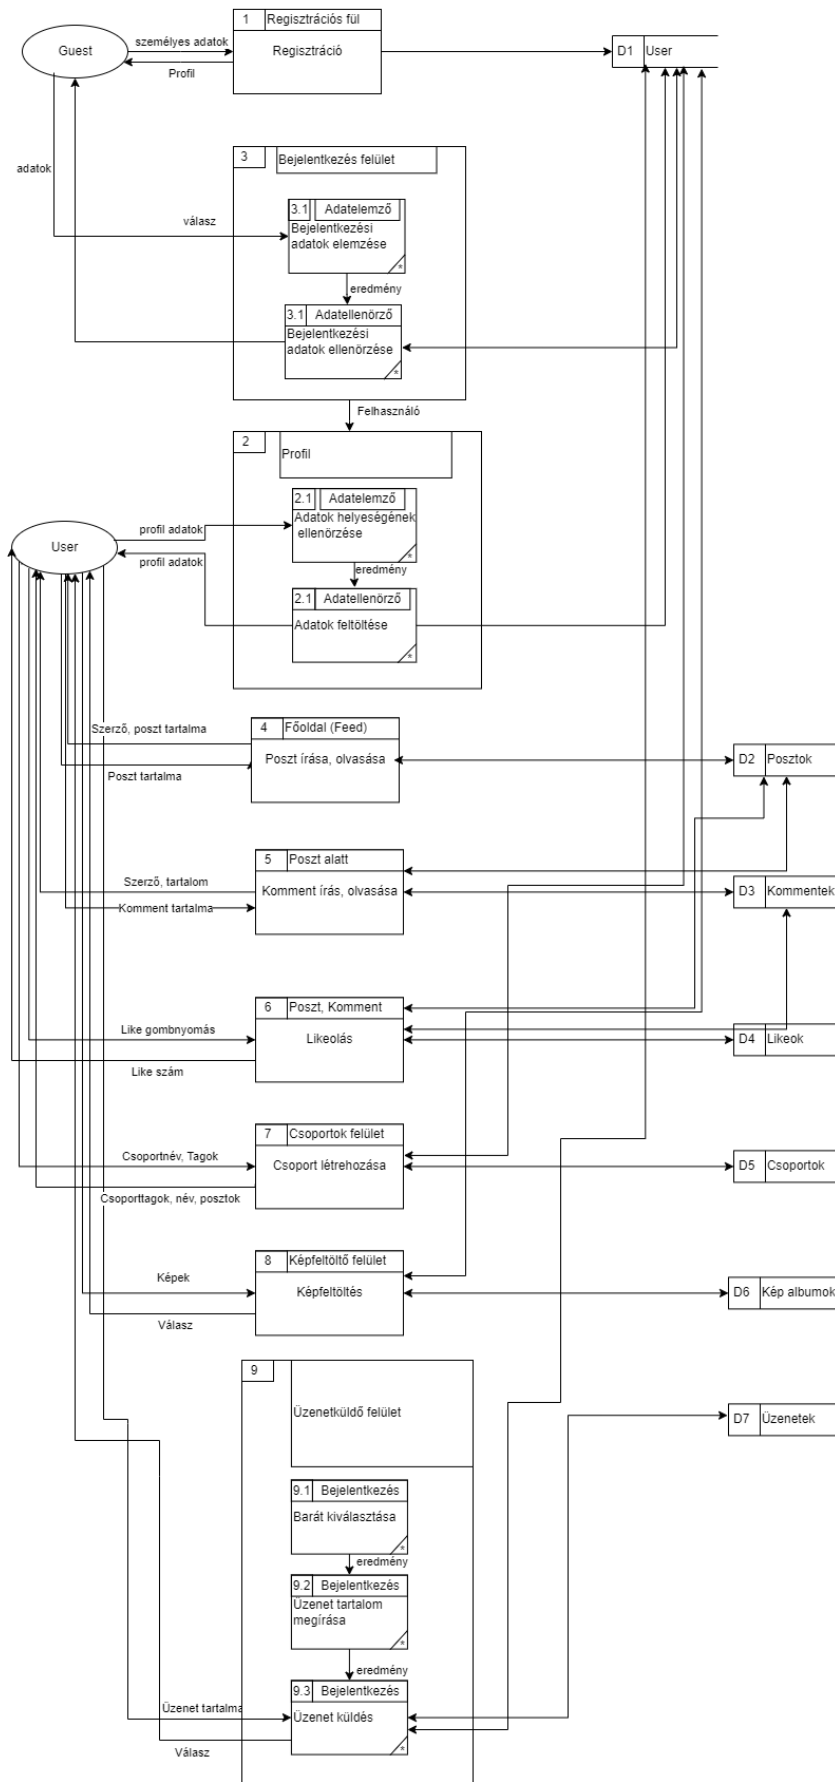 1 Regisztrációs fül
Guest
személyes adatok
Profil
Regisztráció
D1 User
adatok
3 Bejelentkezés felület
válasz
3.1 Adatelemző
Bejelentkezési
adatok elemzése
*
eredmény
3.1 Adatellenörző
Bejelentkezési
adatok ellenörzése
*
Felhasználó
2
Profil
2.1 Adatelemző
Adatok helyeségének
ellenörzése
*
User
profil adatok
profil adatok
eredmény
2.1 Adatellenörző
Adatok feltöltése
*
Szerző, poszt tartalma
Poszt tartalma
4 Főoldal (Feed)
Poszt írása, olvasása
D2 Posztok
5 Poszt alatt
Szerző, tartalom
Komment írás, olvasása
Komment tartalma
D3 Kommentek
6 Poszt, Komment
Like gombnyomás
Likeolás
Like szám
D4 Likeok
7 Csoportok felület
Csoportnév, Tagok
Csoport létrehozása
Csoporttagok, név, posztok
D5 Csoportok
8 Képfeltöltő felület
Képek
Képfeltöltés
Válasz
D6 Kép albumok
9
Üzenetküldő felület
D7 Üzenetek
9.1 Bejelentkezés
Barát kiválasztása
*
eredmény
9.2 Bejelentkezés
Üzenet tartalom
megírása
*
eredmény
9.3 Bejelentkezés
Üzenet tartalma
Üzenet küldés
Válasz
*